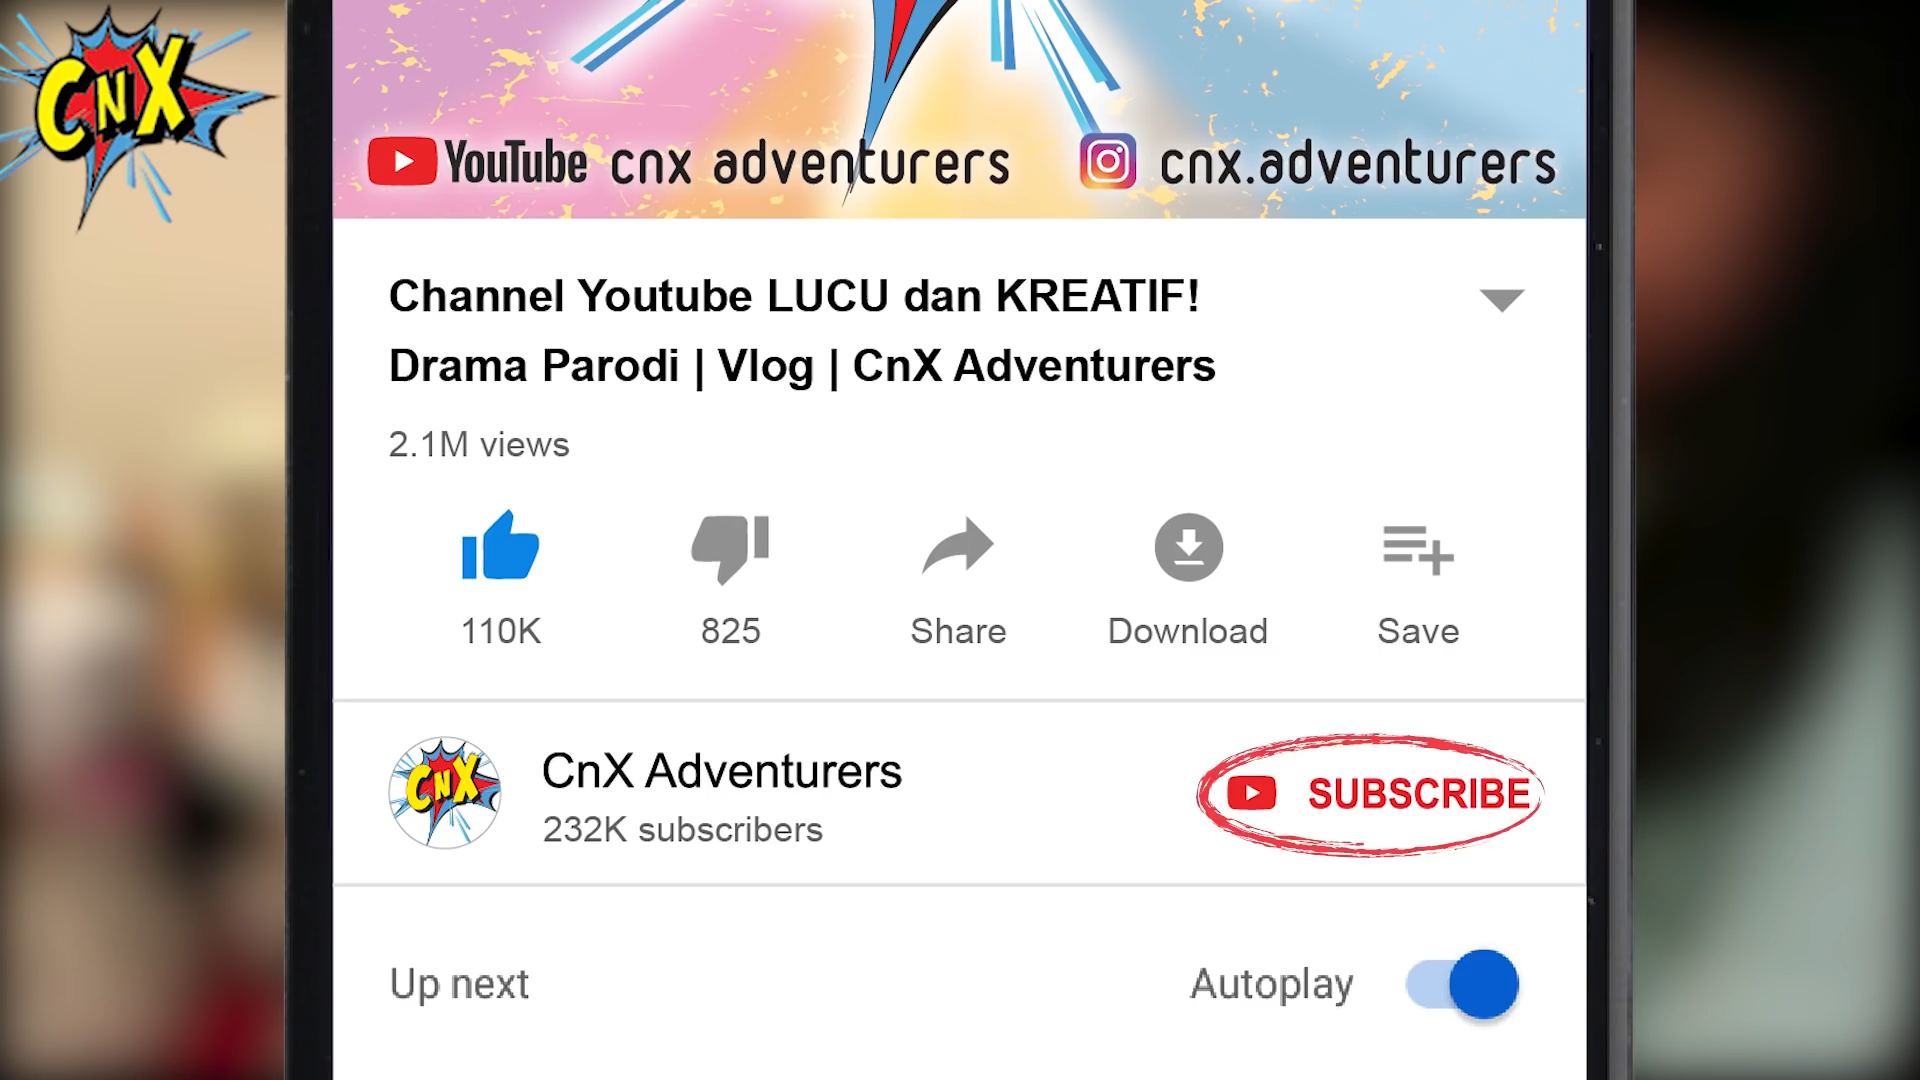 CnX
YouTube cnx adventurers
cnx.adventurers
Channel Youtube LUCU dan KREATIF!
Drama Parodi | Vlog | CnX Adventurers
2.1M views
110K
825
Share
Download
Save
CnX
CnX Adventurers
232K subscribers
SUBSCRIBE
Up next
Autoplay